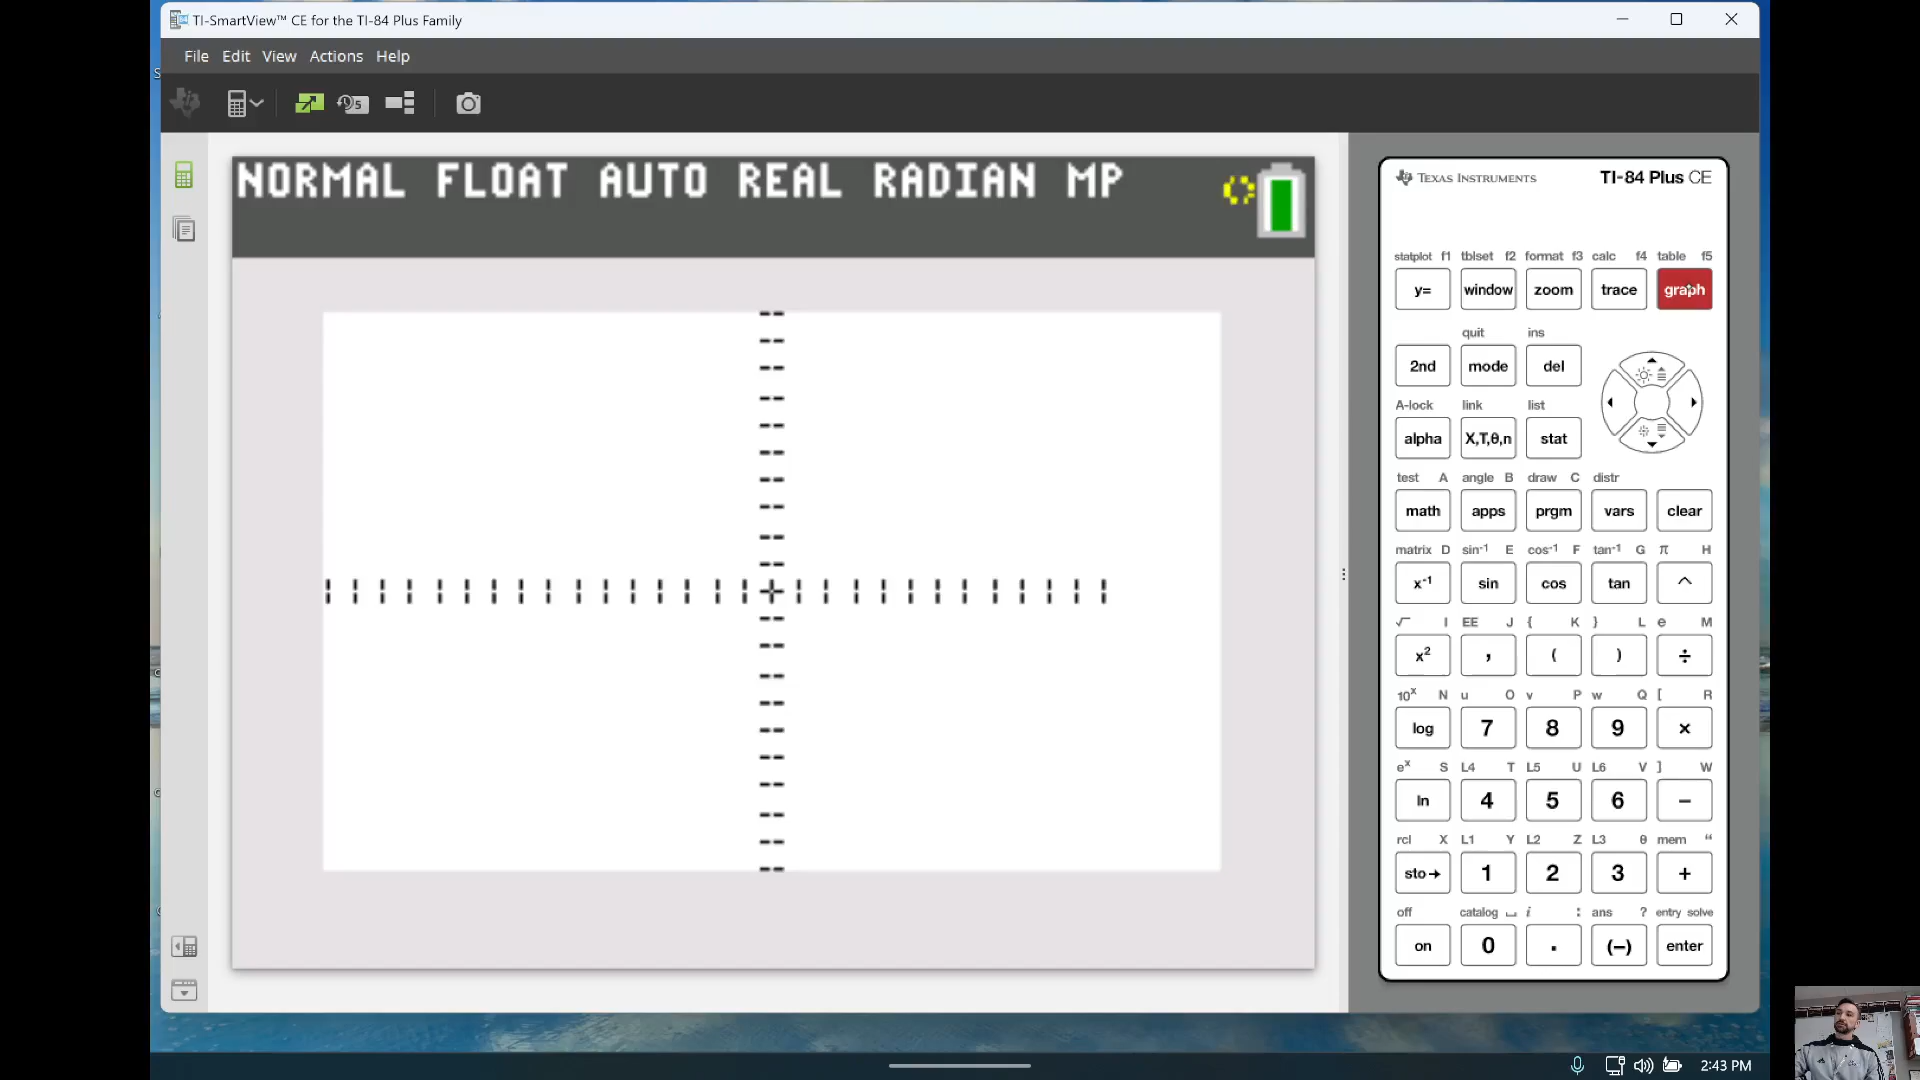 TI-SmartView™ CE for the TI-84 Plus Family
File Edit View Actions Help
NORMAL FLOAT AUTO REAL RADIAN MP
TEXAS INSTRUMENTS TI-84 Plus CE
statplot f1 tblset f2 format f3 calc f4 table f5
y= window zoom trace graph
quit ins
2nd mode del
A-lock link list
alpha X,T,θ,n stat
test A angle B draw C distr
math apps prgm vars clear
matrix D sin⁻¹ E cos⁻¹ F tan⁻¹ G π H
x⁻¹ sin cos tan ^
√ I EE J { K } L e M
x² , ( ) ÷
10ˣ N u O v P w Q [ R
log 7 8 9 ×
eˣ S L4 T L5 U L6 V ] W
ln 4 5 6 −
rcl X L1 Y L2 Z L3 θ mem “
sto→ 1 2 3 +
off catalog ⎵ i : ans ? entry solve
on 0 . (−) enter
2:43 PM